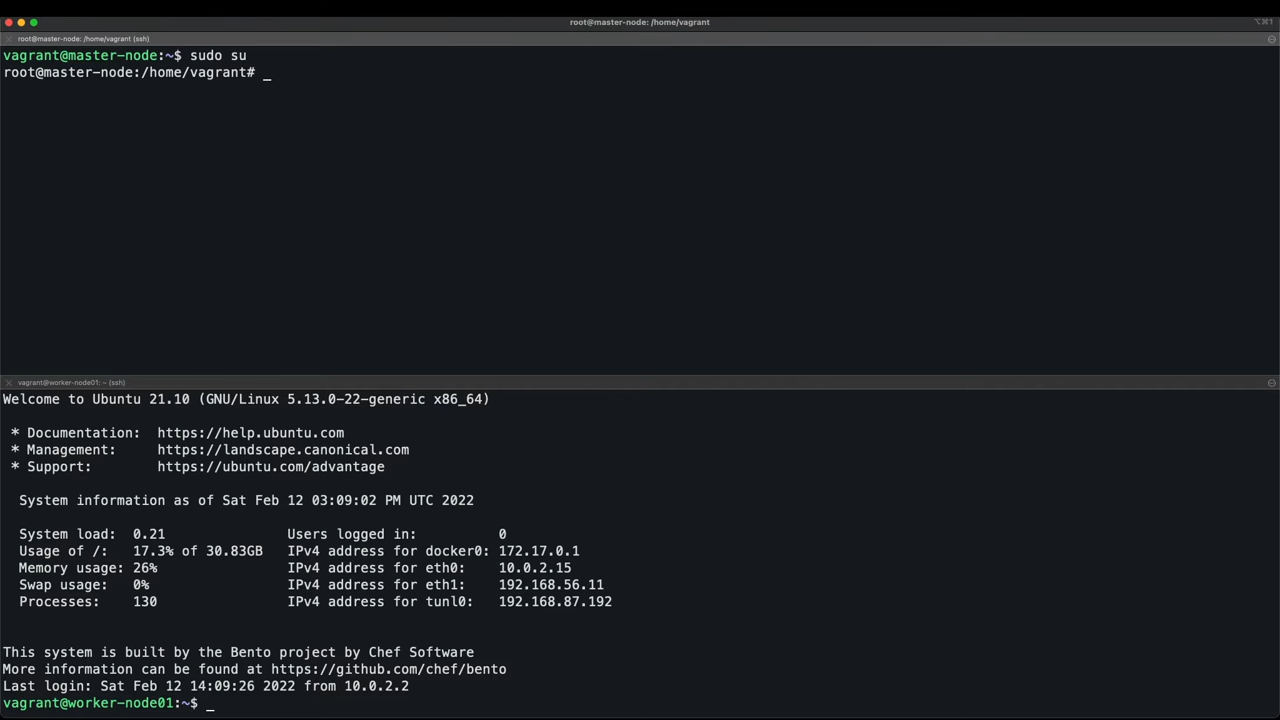 root@master-node: /home/vagrant
⌥⌘1
root@master-node: /home/vagrant (ssh)
vagrant@master-node:~$ sudo su
root@master-node:/home/vagrant# _
vagrant@worker-node01: ~ (ssh)
Welcome to Ubuntu 21.10 (GNU/Linux 5.13.0-22-generic x86_64)
* Documentation:  https://help.ubuntu.com
* Management:     https://landscape.canonical.com
* Support:        https://ubuntu.com/advantage
System information as of Sat Feb 12 03:09:02 PM UTC 2022
System load:  0.21               Users logged in:          0
Usage of /:   17.3% of 30.83GB   IPv4 address for docker0: 172.17.0.1
Memory usage: 26%                IPv4 address for eth0:    10.0.2.15
Swap usage:   0%                 IPv4 address for eth1:    192.168.56.11
Processes:    130                IPv4 address for tunl0:   192.168.87.192
This system is built by the Bento project by Chef Software
More information can be found at https://github.com/chef/bento
Last login: Sat Feb 12 14:09:26 2022 from 10.0.2.2
vagrant@worker-node01:~$ _